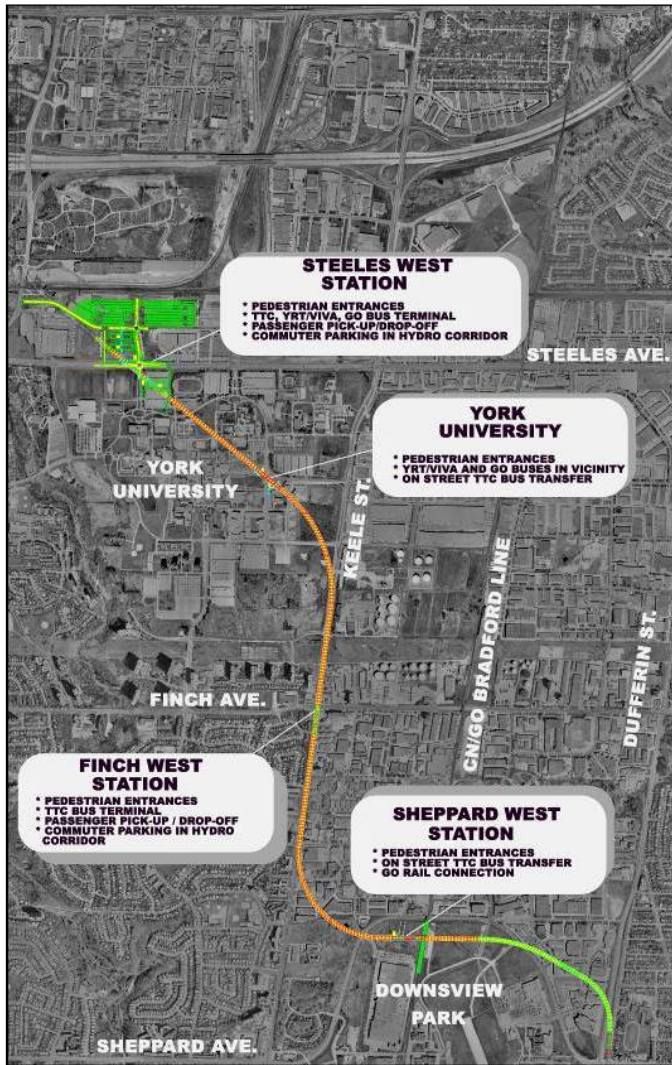 STEELES WEST
STATION
* PEDESTRIAN ENTRANCES
* TTC, YRT/VIVA, GO BUS TERMINAL
* PASSENGER PICK-UP/DROP-OFF
* COMMUTER PARKING IN HYDRO CORRIDOR
STEELES AVE.
YORK
UNIVERSITY
* PEDESTRIAN ENTRANCES
* YRT/VIVA AND GO BUSES IN VICINITY
* ON STREET TTC BUS TRANSFER
YORK
UNIVERSITY
KEELE ST.
CN/GO BRADFORD LINE
DUFFERIN ST.
FINCH AVE.
FINCH WEST
STATION
* PEDESTRIAN ENTRANCES
* TTC BUS TERMINAL
* PASSENGER PICK-UP / DROP-OFF
* COMMUTER PARKING IN HYDRO
CORRIDOR
SHEPPARD WEST
STATION
* PEDESTRIAN ENTRANCES
* ON STREET TTC BUS TRANSFER
* GO RAIL CONNECTION
DOWNSVIEW
PARK
SHEPPARD AVE.